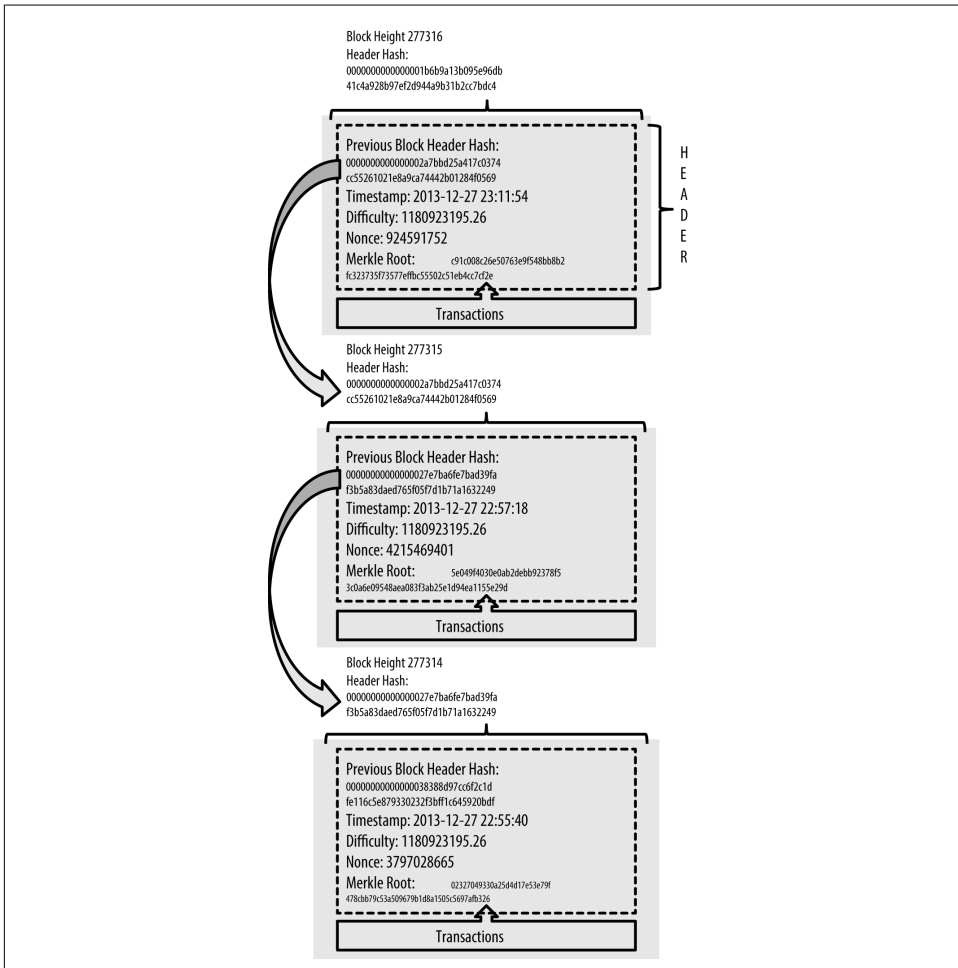 Block Height 277316
Header Hash:
0000000000000001b6b9a13b095e96db
41c4a928b97ef2d944a9b31b2cc7bdc4
Previous Block Header Hash:
0000000000000002a7bbd25a417c0374
cc55261021e8a9ca74442b01284f0569
Timestamp: 2013-12-27 23:11:54
Difficulty: 1180923195.26
Nonce: 924591752
Merkle Root: c91c008c26e50763e9f548bb8b2
fc323735f73577effbc55502c51eb4cc7cf2e
Transactions
HEADER
Block Height 277315
Header Hash:
0000000000000002a7bbd25a417c0374
cc55261021e8a9ca74442b01284f0569
Previous Block Header Hash:
00000000000000027e7ba6fe7bad39fa
f3b5a83daed765f05f7d1b71a1632249
Timestamp: 2013-12-27 22:57:18
Difficulty: 1180923195.26
Nonce: 4215469401
Merkle Root: 5e049f4030e0ab2debb92378f5
3c0a6e09548aea083f3ab25e1d94ea1155e29d
Transactions
Block Height 277314
Header Hash:
00000000000000027e7ba6fe7bad39fa
f3b5a83daed765f05f7d1b71a1632249
Previous Block Header Hash:
00000000000000038388d97cc6f2c1d
fe116c5e879330232f3bff1c645920bdf
Timestamp: 2013-12-27 22:55:40
Difficulty: 1180923195.26
Nonce: 3797028665
Merkle Root: 02327049330a25d4d17e53e79f
478cbb79c53a509679b1d8a1505c5697afb326
Transactions